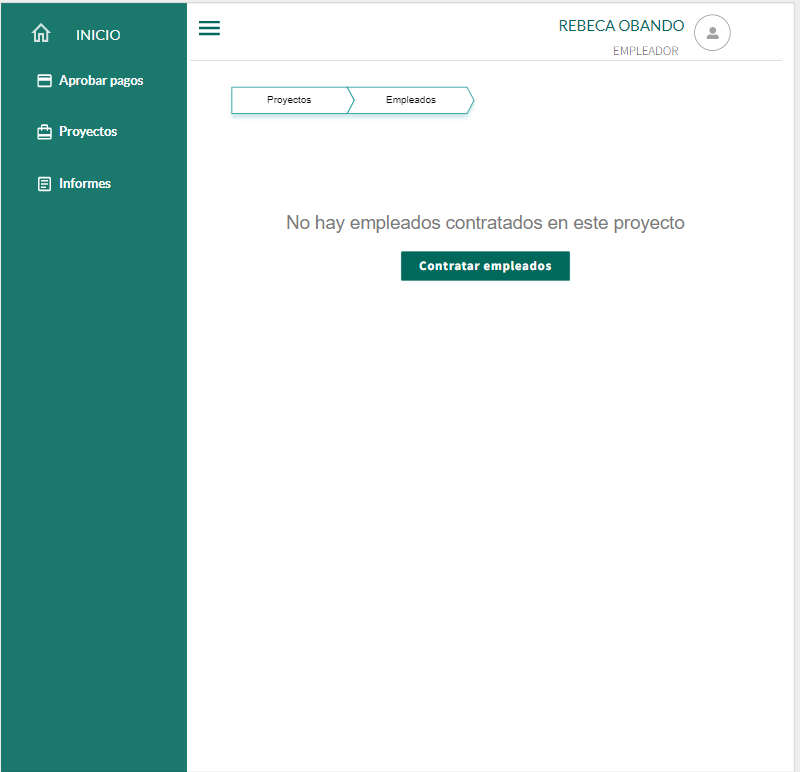 INICIO
Aprobar pagos
Proyectos
Informes
REBECA OBANDO
EMPLEADOR
Proyectos
Empleados
No hay empleados contratados en este proyecto
Contratar empleados